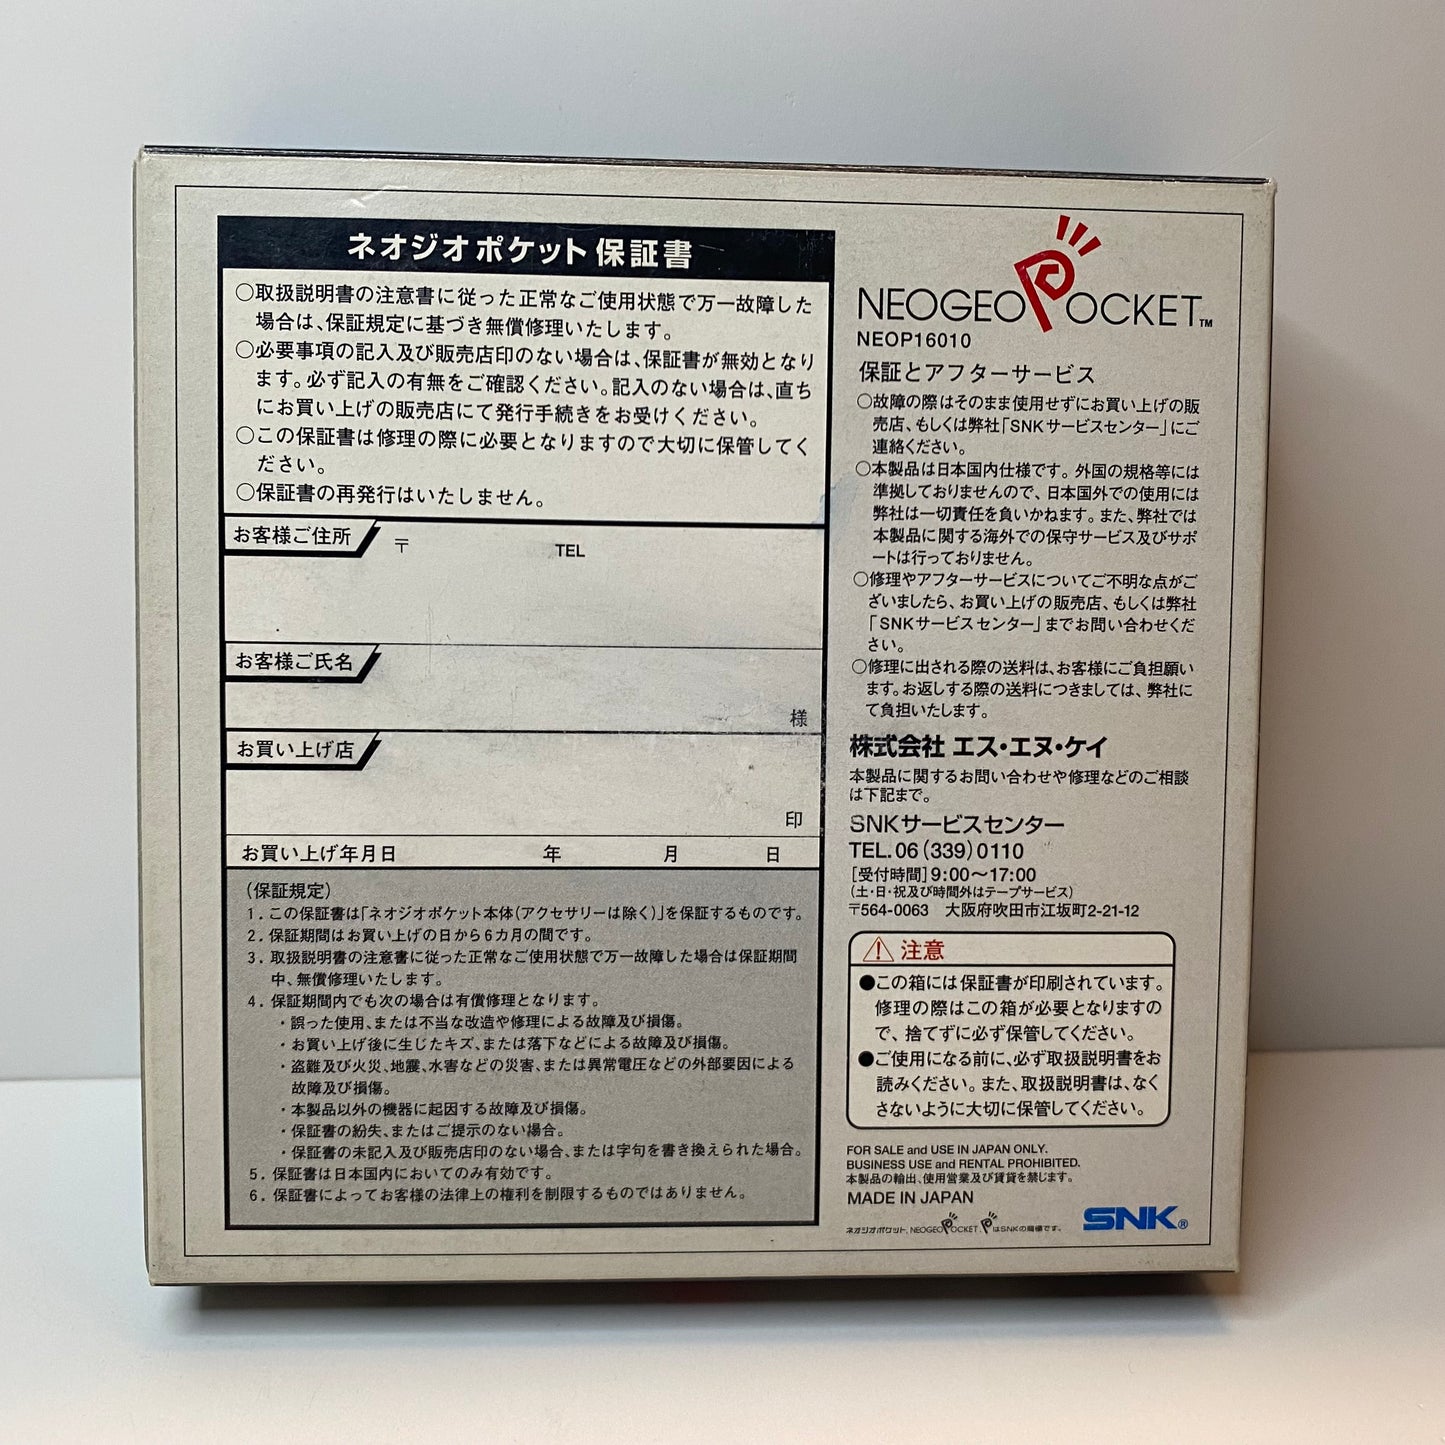 ネオジオポケット保証書
○取扱説明書の注意書に従った正常なご使用状態で万一故障した
場合は、保証規定に基づき無償修理いたします。
○必要事項の記入及び販売店印のない場合は、保証書が無効となり
ます。必ず記入の有無をご確認ください。記入のない場合は、直ち
にお買い上げの販売店にて発行手続きをお受けください。
○この保証書は修理の際に必要となりますので大切に保管してく
ださい。
○保証書の再発行はいたしません。
お客様ご住所
〒 TEL
お客様ご氏名
様
お買い上げ店
印
お買い上げ年月日 年 月 日
(保証規定)
1. この保証書は「ネオジオポケット本体(アクセサリーは除く)」を保証するものです。
2. 保証期間はお買い上げの日から6カ月の間です。
3. 取扱説明書の注意書に従った正常なご使用状態で万一故障した場合は保証期間
中、無償修理いたします。
4. 保証期間内でも次の場合は有償修理となります。
・誤った使用、または不当な改造や修理による故障及び損傷。
・お買い上げ後に生じたキズ、または落下などによる故障及び損傷。
・盗難及び火災、地震、水害などの災害、または異常電圧などの外部要因による
故障及び損傷。
・本製品以外の機器に起因する故障及び損傷。
・保証書の紛失、またはご提示のない場合。
・保証書の未記入及び販売店印のない場合、または字句を書き換えられた場合。
5. 保証書は日本国内においてのみ有効です。
6. 保証書によってお客様の法律上の権利を制限するものではありません。
NEOGEO POCKET™
NEOP16010
保証とアフターサービス
○故障の際はそのまま使用せずにお買い上げの販
売店、もしくは弊社「SNKサービスセンター」にご
連絡ください。
○本製品は日本国内仕様です。外国の規格等には
準拠しておりませんので、日本国外での使用には
弊社は一切責任を負いかねます。また、弊社では
本製品に関する海外での保守サービス及びサポ
ートは行っておりません。
○修理やアフターサービスについてご不明な点がご
ざいましたら、お買い上げの販売店、もしくは弊社
「SNKサービスセンター」までお問い合わせくだ
さい。
○修理に出される際の送料は、お客様にご負担願い
ます。お返しする際の送料につきましては、弊社に
て負担いたします。
株式会社 エス・エヌ・ケイ
本製品に関するお問い合わせや修理などのご相談
は下記まで。
SNKサービスセンター
TEL.06(339)0110
[受付時間]9:00〜17:00
(土・日・祝及び時間外はテープサービス)
〒564-0063 大阪府吹田市江坂町2-21-12
⚠注意
●この箱には保証書が印刷されています。
修理の際はこの箱が必要となりますの
で、捨てずに必ず保管してください。
●ご使用になる前に、必ず取扱説明書をお
読みください。また、取扱説明書は、なく
さないように大切に保管してください。
FOR SALE and USE IN JAPAN ONLY.
BUSINESS USE and RENTAL PROHIBITED.
本製品の輸出、使用営業及び賃貸を禁じます。
MADE IN JAPAN
ネオジオポケット, NEOGEO POCKET, PはSNKの商標です。
SNK®